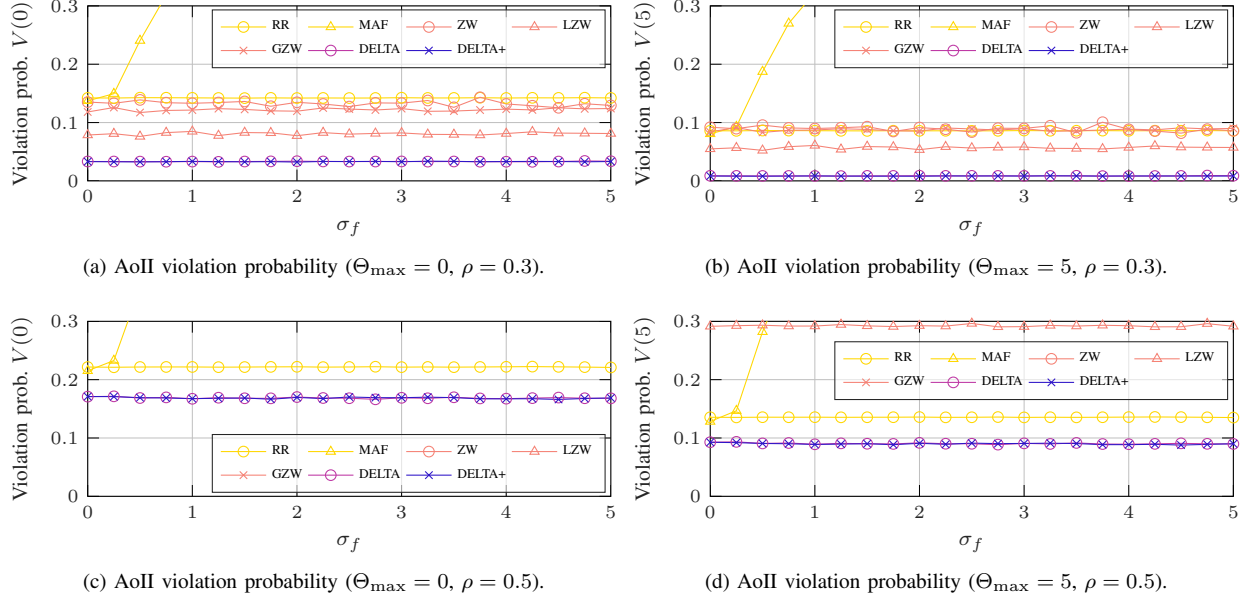 0.3
0.2
0.1
0
Violation prob. V(0)
RR MAF ZW LZW
GZW DELTA DELTA+
0 1 2 3 4 5
σf
(a) AoII violation probability (Θmax = 0, ρ = 0.3).
0.3
0.2
0.1
0
Violation prob. V(5)
RR MAF ZW LZW
GZW DELTA DELTA+
0 1 2 3 4 5
σf
(b) AoII violation probability (Θmax = 5, ρ = 0.3).
0.3
0.2
0.1
0
Violation prob. V(0)
RR MAF ZW LZW
GZW DELTA DELTA+
0 1 2 3 4 5
σf
(c) AoII violation probability (Θmax = 0, ρ = 0.5).
0.3
0.2
0.1
0
Violation prob. V(5)
RR MAF ZW LZW
GZW DELTA DELTA+
0 1 2 3 4 5
σf
(d) AoII violation probability (Θmax = 5, ρ = 0.5).